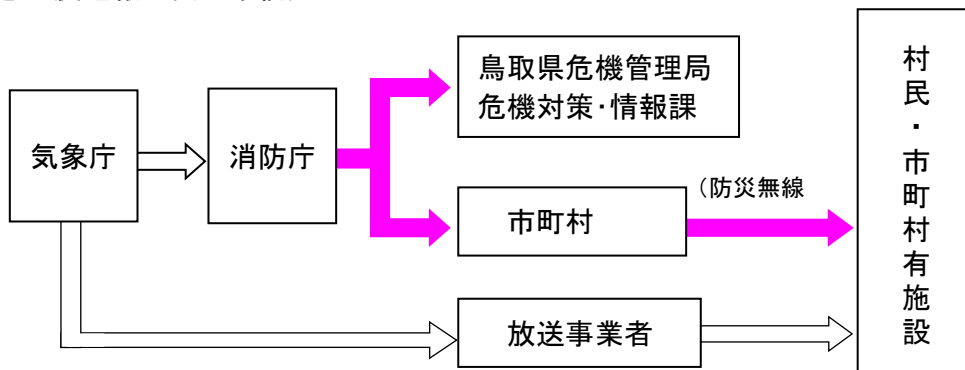 鳥取県危機管理局
危機対策・情報課
気象庁
消防庁
市町村
(防災無線
放送事業者
村民・市町村有施設